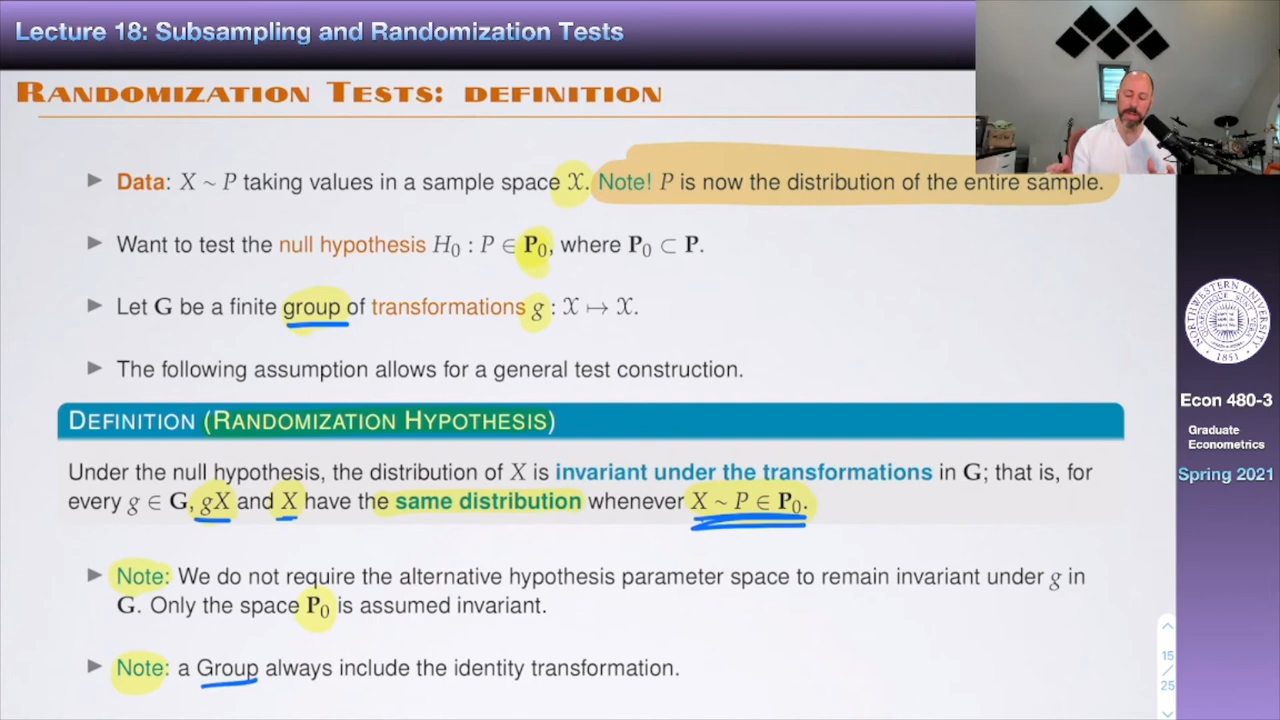 Lecture 18: Subsampling and Randomization Tests
RANDOMIZATION TESTS: DEFINITION
Data: X ~ P taking values in a sample space 𝒳. Note! P is now the distribution of the entire sample.
Want to test the null hypothesis H₀ : P ∈ P₀, where P₀ ⊂ P.
Let G be a finite group of transformations g : 𝒳 ↦ 𝒳.
The following assumption allows for a general test construction.
DEFINITION (RANDOMIZATION HYPOTHESIS)
Under the null hypothesis, the distribution of X is invariant under the transformations in G; that is, for
every g ∈ G, gX and X have the same distribution whenever X ~ P ∈ P₀.
Note: We do not require the alternative hypothesis parameter space to remain invariant under g in
G. Only the space P₀ is assumed invariant.
Note: a Group always include the identity transformation.
NORTHWESTERN UNIVERSITY
1851
Econ 480-3
Graduate
Econometrics
Spring 2021
15
/
25